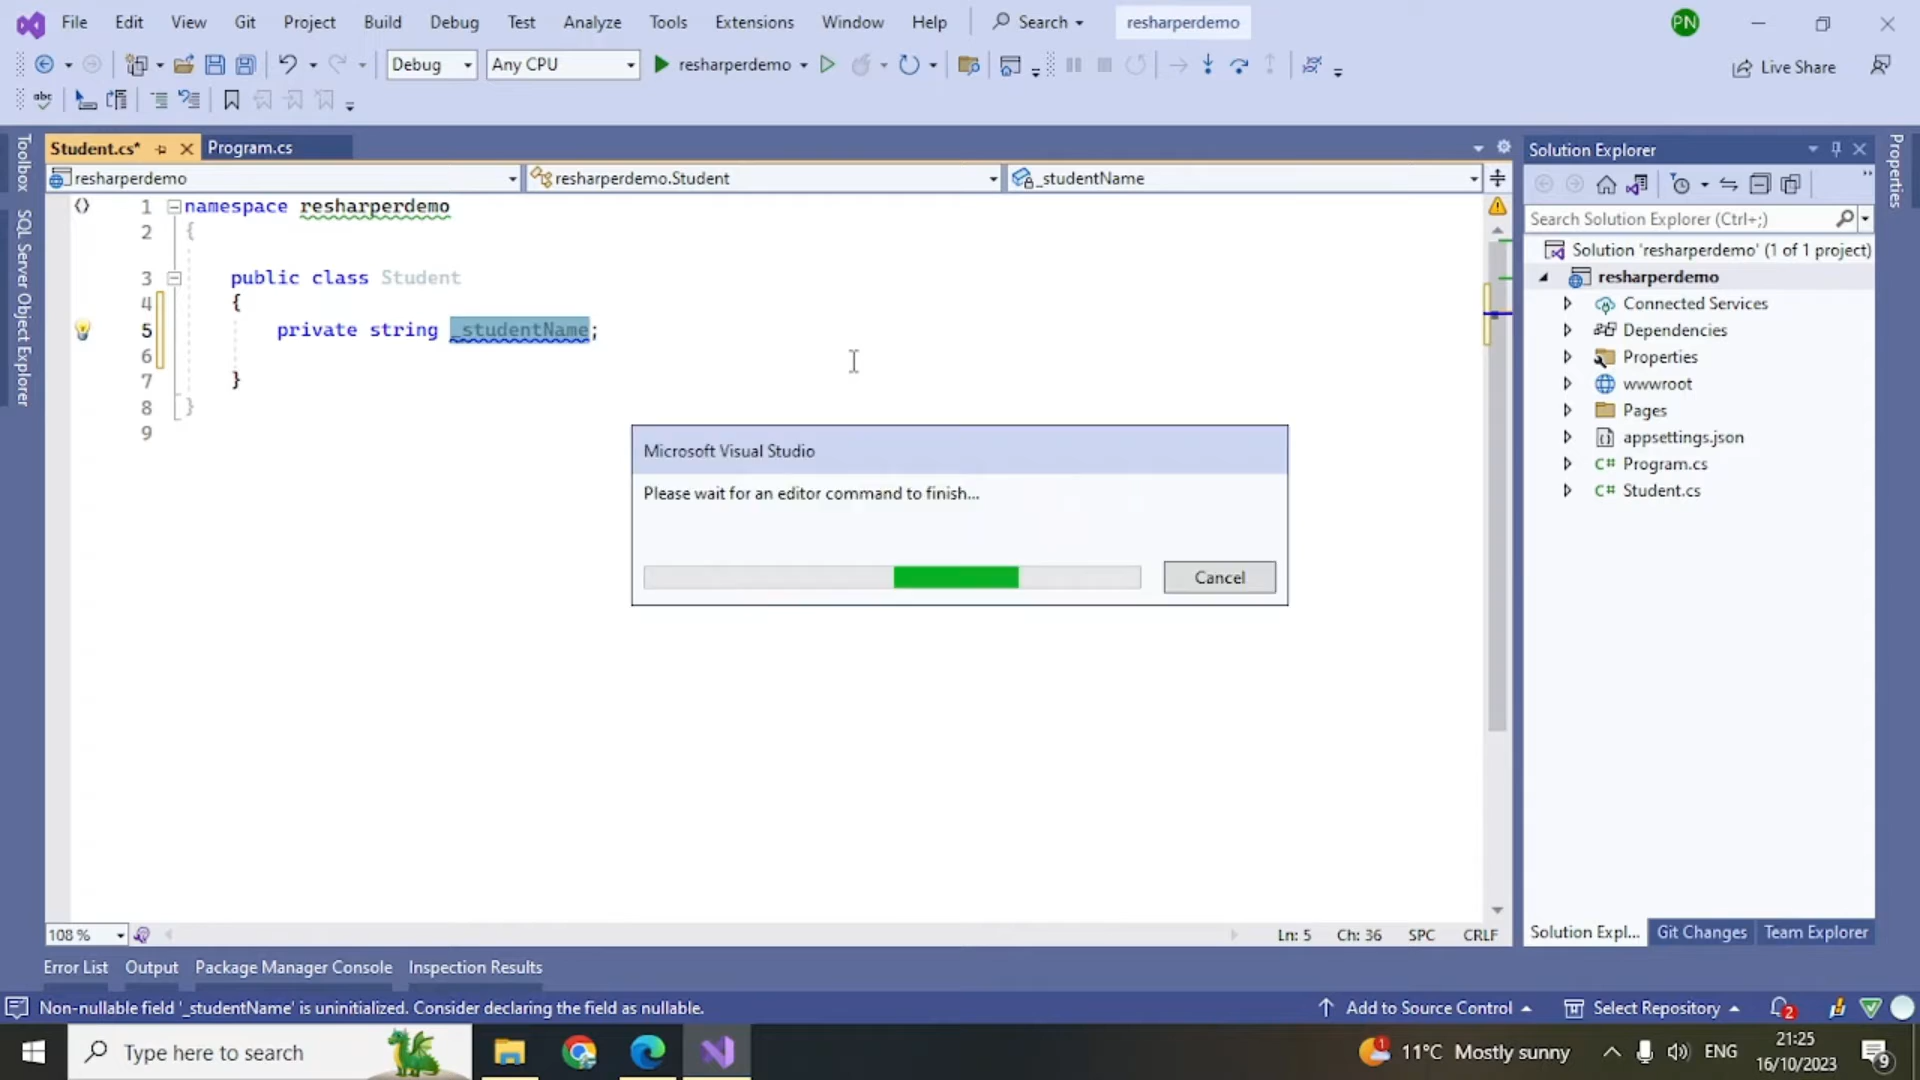 File Edit View Git Project Build Debug Test Analyze Tools Extensions Window Help Search resharperdemo PN
Debug Any CPU resharperdemo Live Share
abc
Toolbox
SQL Server Object Explorer
Student.cs* Program.cs
resharperdemo resharperdemo.Student _studentName
1 namespace resharperdemo
2 {
3 public class Student
4 {
5 private string _studentName;
6
7 }
8 }
9
Microsoft Visual Studio
Please wait for an editor command to finish...
Cancel
108 % Ln: 5 Ch: 36 SPC CRLF
Solution Explorer
Search Solution Explorer (Ctrl+;)
Solution 'resharperdemo' (1 of 1 project)
resharperdemo
Connected Services
Dependencies
Properties
wwwroot
Pages
appsettings.json
C# Program.cs
C# Student.cs
Solution Expl... Git Changes Team Explorer
Properties
Error List Output Package Manager Console Inspection Results
Non-nullable field '_studentName' is uninitialized. Consider declaring the field as nullable. Add to Source Control Select Repository 2
Type here to search 1 11°C Mostly sunny ENG 21:25
16/10/2023 9